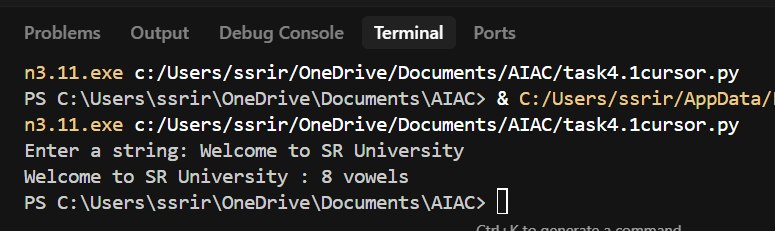 Problems Output Debug Console Terminal Ports
n3.11.exe c:/Users/ssrir/OneDrive/Documents/AIAC/task4.1cursor.py
PS C:\Users\ssrir\OneDrive\Documents\AIAC> & C:/Users/ssrir/AppData/
n3.11.exe c:/Users/ssrir/OneDrive/Documents/AIAC/task4.1cursor.py
Enter a string: Welcome to SR University
Welcome to SR University : 8 vowels
PS C:\Users\ssrir\OneDrive\Documents\AIAC>
Ctrl+K to generate a command